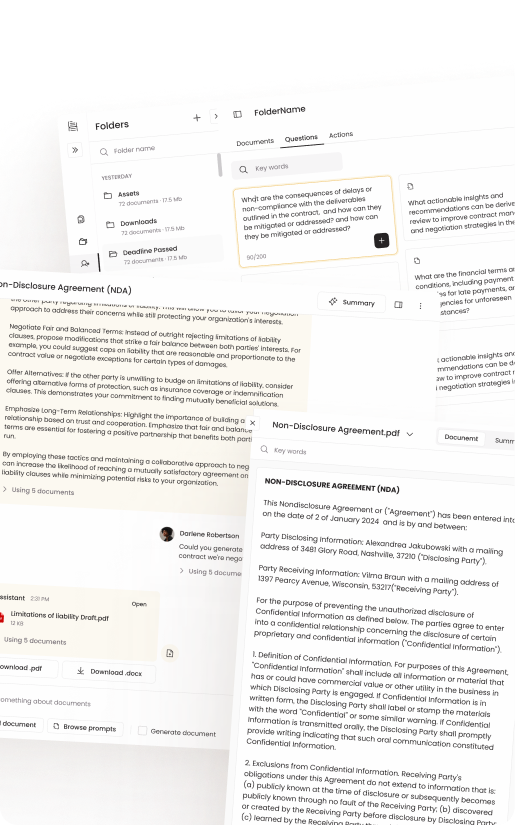 Folders
Folder name
YESTERDAY
Assets
72 documents · 17.5 Mb
Downloads
72 documents · 17.5 Mb
Deadline Passed
72 documents · 17.5 Mb
FolderName
Documents Questions Actions
Key words
What are the consequences of delays or
non-compliance with the deliverables
outlined in the contract, and how can they
be mitigated or addressed? and how can
they be mitigated or addressed?
90/200
What actionable insights and
recommendations can be derive
review to improve contract man
and negotiation strategies in the
What are the financial terms an
conditions, including payment
es for late payments, ar
gencies for unforeseen
stances?
actionable insights and
mmendations can be de
w to improve contract
negotiation strategies i
on-Disclosure Agreement (NDA)
Summary
approach to address their concerns while still protecting your organization's interests.
Negotiate Fair and Balanced Terms: Instead of outright rejecting limitations of liability
clauses, propose modifications that strike a fair balance between both parties' interests. For
example, you could suggest caps on liability that are reasonable and proportionate to the
contract value or negotiate exceptions for certain types of damages.
Offer Alternatives: If the other party is unwilling to budge on limitations of liability, consider
offering alternative forms of protection, such as insurance coverage or indemnification
clauses. This demonstrates your commitment to finding mutually beneficial solutions.
Emphasize Long-Term Relationships: Highlight the importance of building a
relationship based on trust and cooperation. Emphasize that fair and balance
terms are essential for fostering a positive partnership that benefits both parti
run.
By employing these tactics and maintaining a collaborative approach to neg
can increase the likelihood of reaching a mutually satisfactory agreement on
liability clauses while minimizing potential risks to your organization.
Using 5 documents
Darlene Robertson
Could you generate
contract we're nego
Using 5 docume
ssistant 2:31 PM
Open
Limitations of liability Draft.pdf
12 KB
Using 5 documents
ownload .pdf
Download .docx
omething about documents
d document
Browse prompts
Generate document
Non-Disclosure Agreement.pdf
Document Summ
Key words
NON-DISCLOSURE AGREEMENT (NDA)
This Nondisclosure Agreement or ("Agreement") has been entered into
on the date of 2 of January 2024 and is by and between:
Party Disclosing Information: Alexandrea Jakubowski with a mailing
address of 3481 Glory Road, Nashville, 37210 ("Disclosing Party").
Party Receiving Information: Vilma Braun with a mailing address of
1397 Pearcy Avenue, Wisconsin, 53217("Receiving Party").
For the purpose of preventing the unauthorized disclosure of
Confidential Information as defined below. The parties agree to enter
into a confidential relationship concerning the disclosure of certain
proprietary and confidential information ("Confidential Information").
1. Definition of Confidential Information. For purposes of this Agreement,
"Confidential Information" shall include all information or material that
has or could have commercial value or other utility in the business in
which Disclosing Party is engaged. If Confidential Information is in
written form, the Disclosing Party shall label or stamp the materials
with the word "Confidential" or some similar warning. If Confidential
Information is transmitted orally, the Disclosing Party shall promptly
provide writing indicating that such oral communication constituted
Confidential Information.
2. Exclusions from Confidential Information. Receiving Party's
obligations under this Agreement do not extend to information that is:
(a) publicly known at the time of disclosure or subsequently becomes
publicly known through no fault of the Receiving Party; (b) discovered
or created by the Receiving Party before disclosure by Disclosing Party;
(c) learned by the Receiving Party